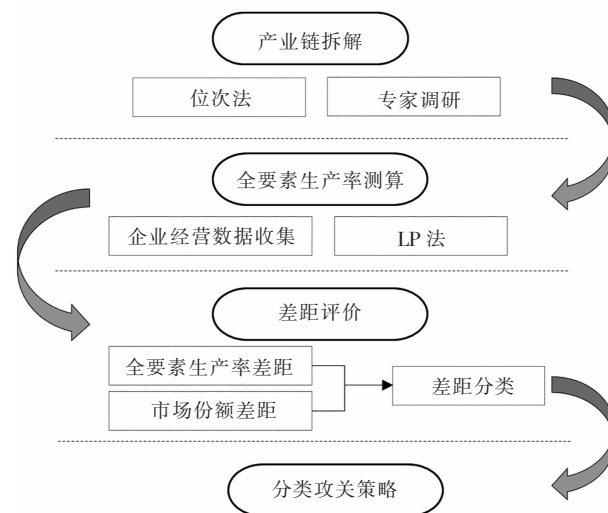 产业链拆解
位次法
专家调研
全要素生产率测算
企业经营数据收集
LP 法
差距评价
全要素生产率差距
市场份额差距
差距分类
分类攻关策略